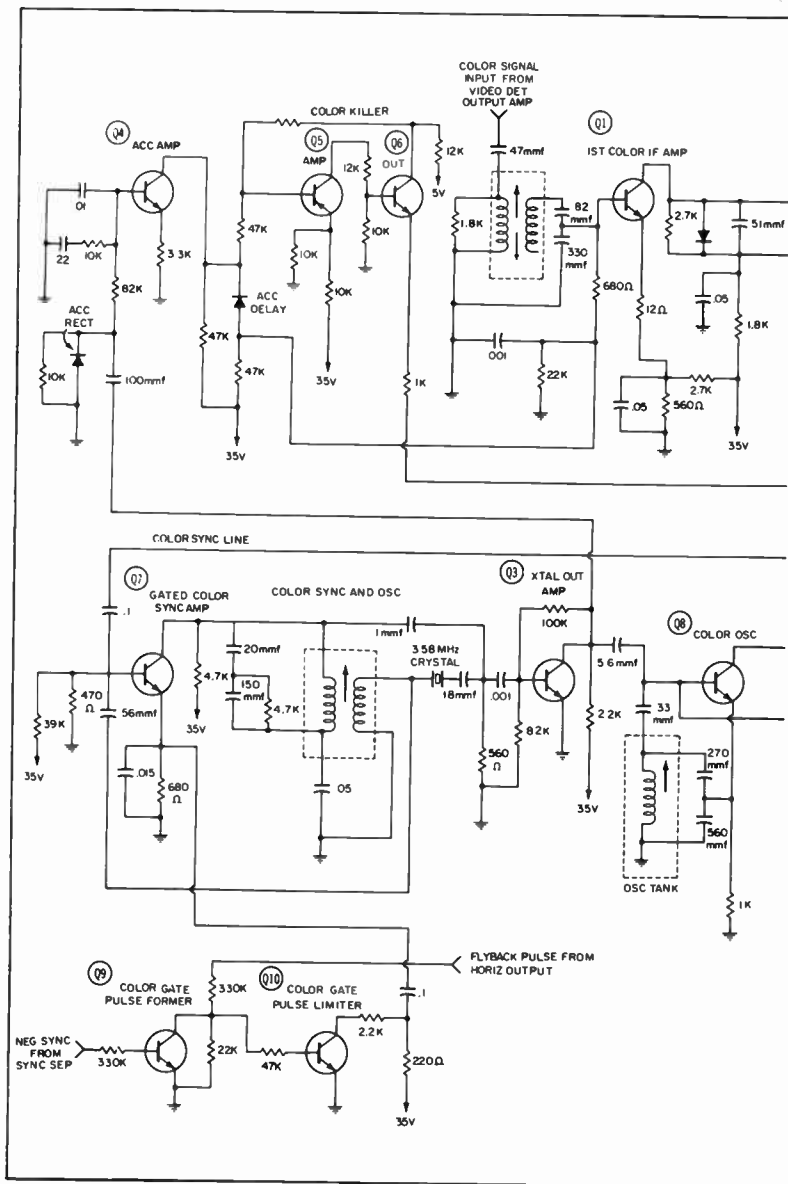 COLOR SIGNAL
INPUT FROM
VIDEO DET
OUTPUT AMP
COLOR KILLER
Q4
ACC AMP
Q5
AMP
Q6
OUT
Q1
1ST COLOR IF AMP
12K
12K
5V
47mmf
.01
22
10K
3.3K
82K
47K
10K
10K
10K
35V
1.8K
82
mmf
330
mmf
680Ω
2.7K
51mmf
.05
12Ω
1.8K
ACC
RECT
10K
100mmf
ACC
DELAY
47K
47K
35V
1K
.001
22K
.05
2.7K
560Ω
35V
COLOR SYNC LINE
Q7
GATED COLOR
SYNC AMP
COLOR SYNC AND OSC
Q3
XTAL OUT
AMP
100K
Q8
COLOR OSC
.1
1mmf
3.58 MHz
CRYSTAL
18mmf
.001
5.6mmf
20mmf
4.7K
150
mmf
4.7K
35V
39K
470
Ω
56mmf
35V
.015
680
Ω
.05
560
Ω
82K
2.2K
35V
33
mmf
270
mmf
560
mmf
OSC TANK
1K
FLYBACK PULSE FROM
HORIZ OUTPUT
Q9
COLOR GATE
PULSE FORMER
330K
Q10
COLOR GATE
PULSE LIMITER
.1
2.2K
NEG SYNC
FROM
SYNC SEP
330K
22K
47K
220Ω
35V